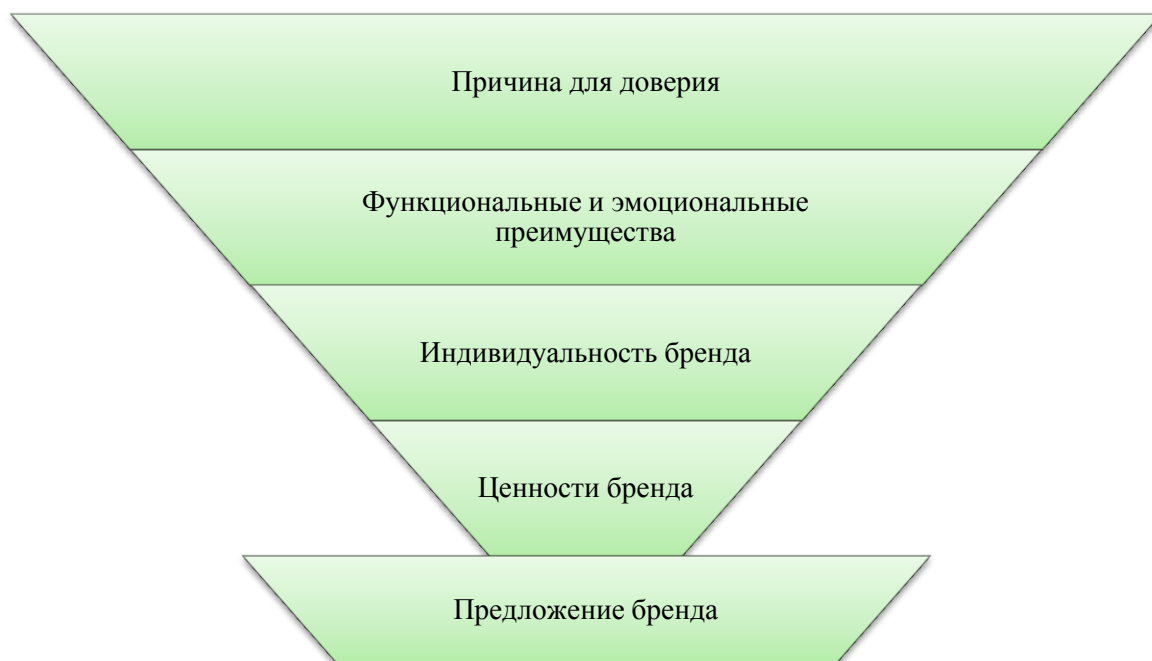 Причина для доверия
Функциональные и эмоциональные
преимущества
Индивидуальность бренда
Ценности бренда
Предложение бренда